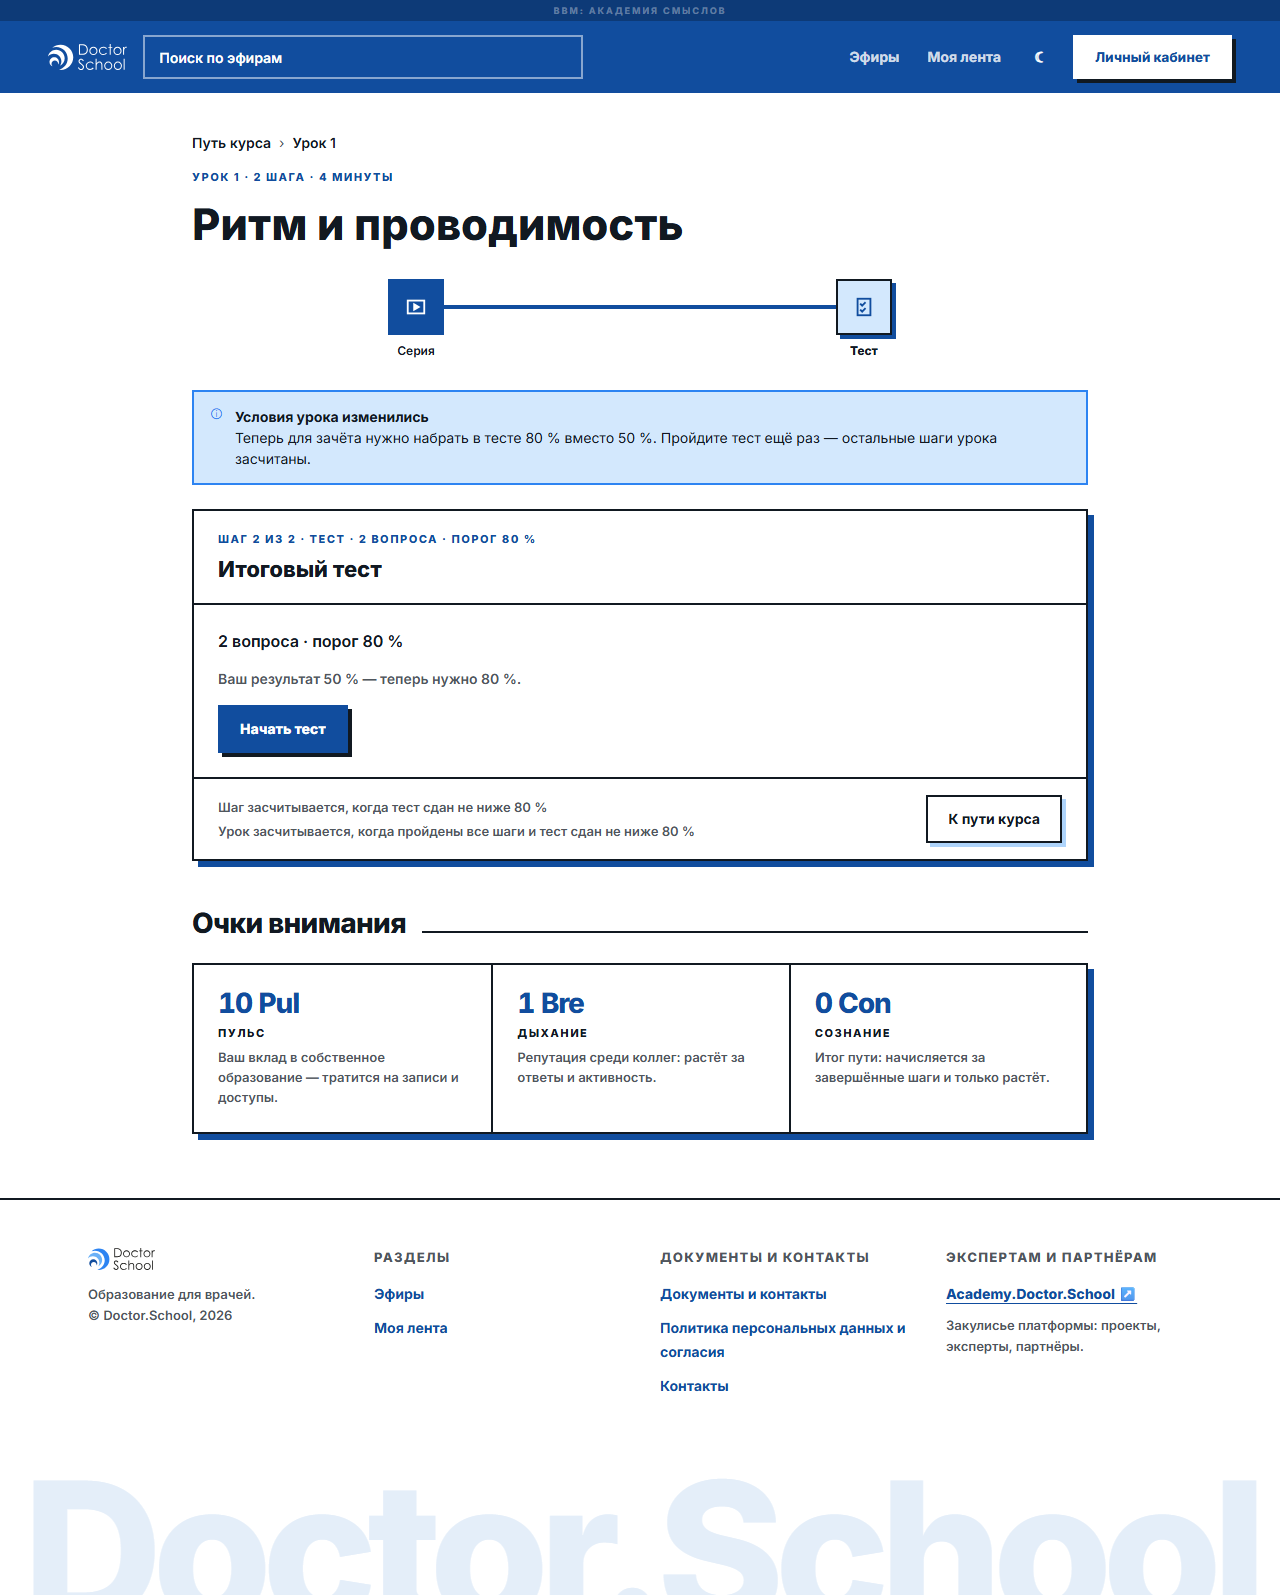 ВВМ: АКАДЕМИЯ СМЫСЛОВ
Doctor
School
Поиск по эфирам
Эфиры
Моя лента
Личный кабинет
Путь курса › Урок 1
УРОК 1 · 2 ШАГА · 4 МИНУТЫ
Ритм и проводимость
Серия
Тест
Условия урока изменились
Теперь для зачёта нужно набрать в тесте 80 % вместо 50 %. Пройдите тест ещё раз — остальные шаги урока
засчитаны.
ШАГ 2 ИЗ 2 · ТЕСТ · 2 ВОПРОСА · ПОРОГ 80 %
Итоговый тест
2 вопроса · порог 80 %
Ваш результат 50 % — теперь нужно 80 %.
Начать тест
Шаг засчитывается, когда тест сдан не ниже 80 %
Урок засчитывается, когда пройдены все шаги и тест сдан не ниже 80 %
К пути курса
Очки внимания
10 Pul
ПУЛЬС
Ваш вклад в собственное
образование — тратится на записи и
доступы.
1 Bre
ДЫХАНИЕ
Репутация среди коллег: растёт за
ответы и активность.
0 Con
СОЗНАНИЕ
Итог пути: начисляется за
завершённые шаги и только растёт.
Doctor
School
Образование для врачей.
© Doctor.School, 2026
РАЗДЕЛЫ
Эфиры
Моя лента
ДОКУМЕНТЫ И КОНТАКТЫ
Документы и контакты
Политика персональных данных и
согласия
Контакты
ЭКСПЕРТАМ И ПАРТНЁРАМ
Academy.Doctor.School ↗
Закулисье платформы: проекты,
эксперты, партнёры.
Doctor.School